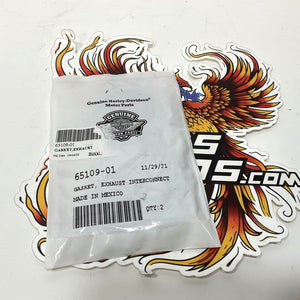 Genuine Harley-Davidson®
Motor Parts
GENUINE
65109-01
GASKET, EXHAUST
65109-01
11/29/21
GASKET, EXHAUST INTERCONNECT
MADE IN MEXICO
QTY:2
.COM